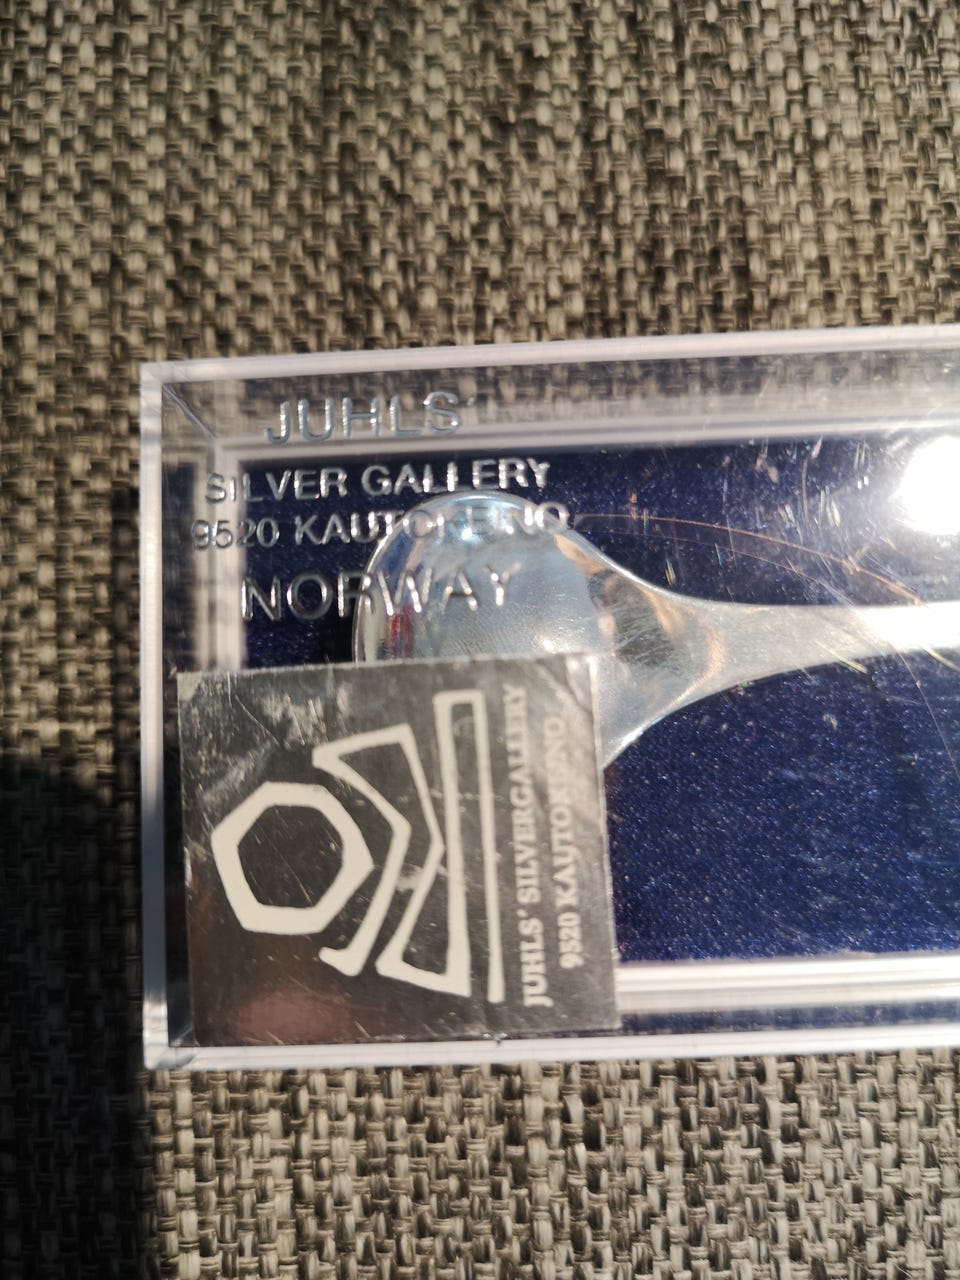 JUHLS'
SILVER GALLERY
9520 KAUTOKEINO
NORWAY
JUHLS' SILVERGALLERY
9520 KAUTOKEINO